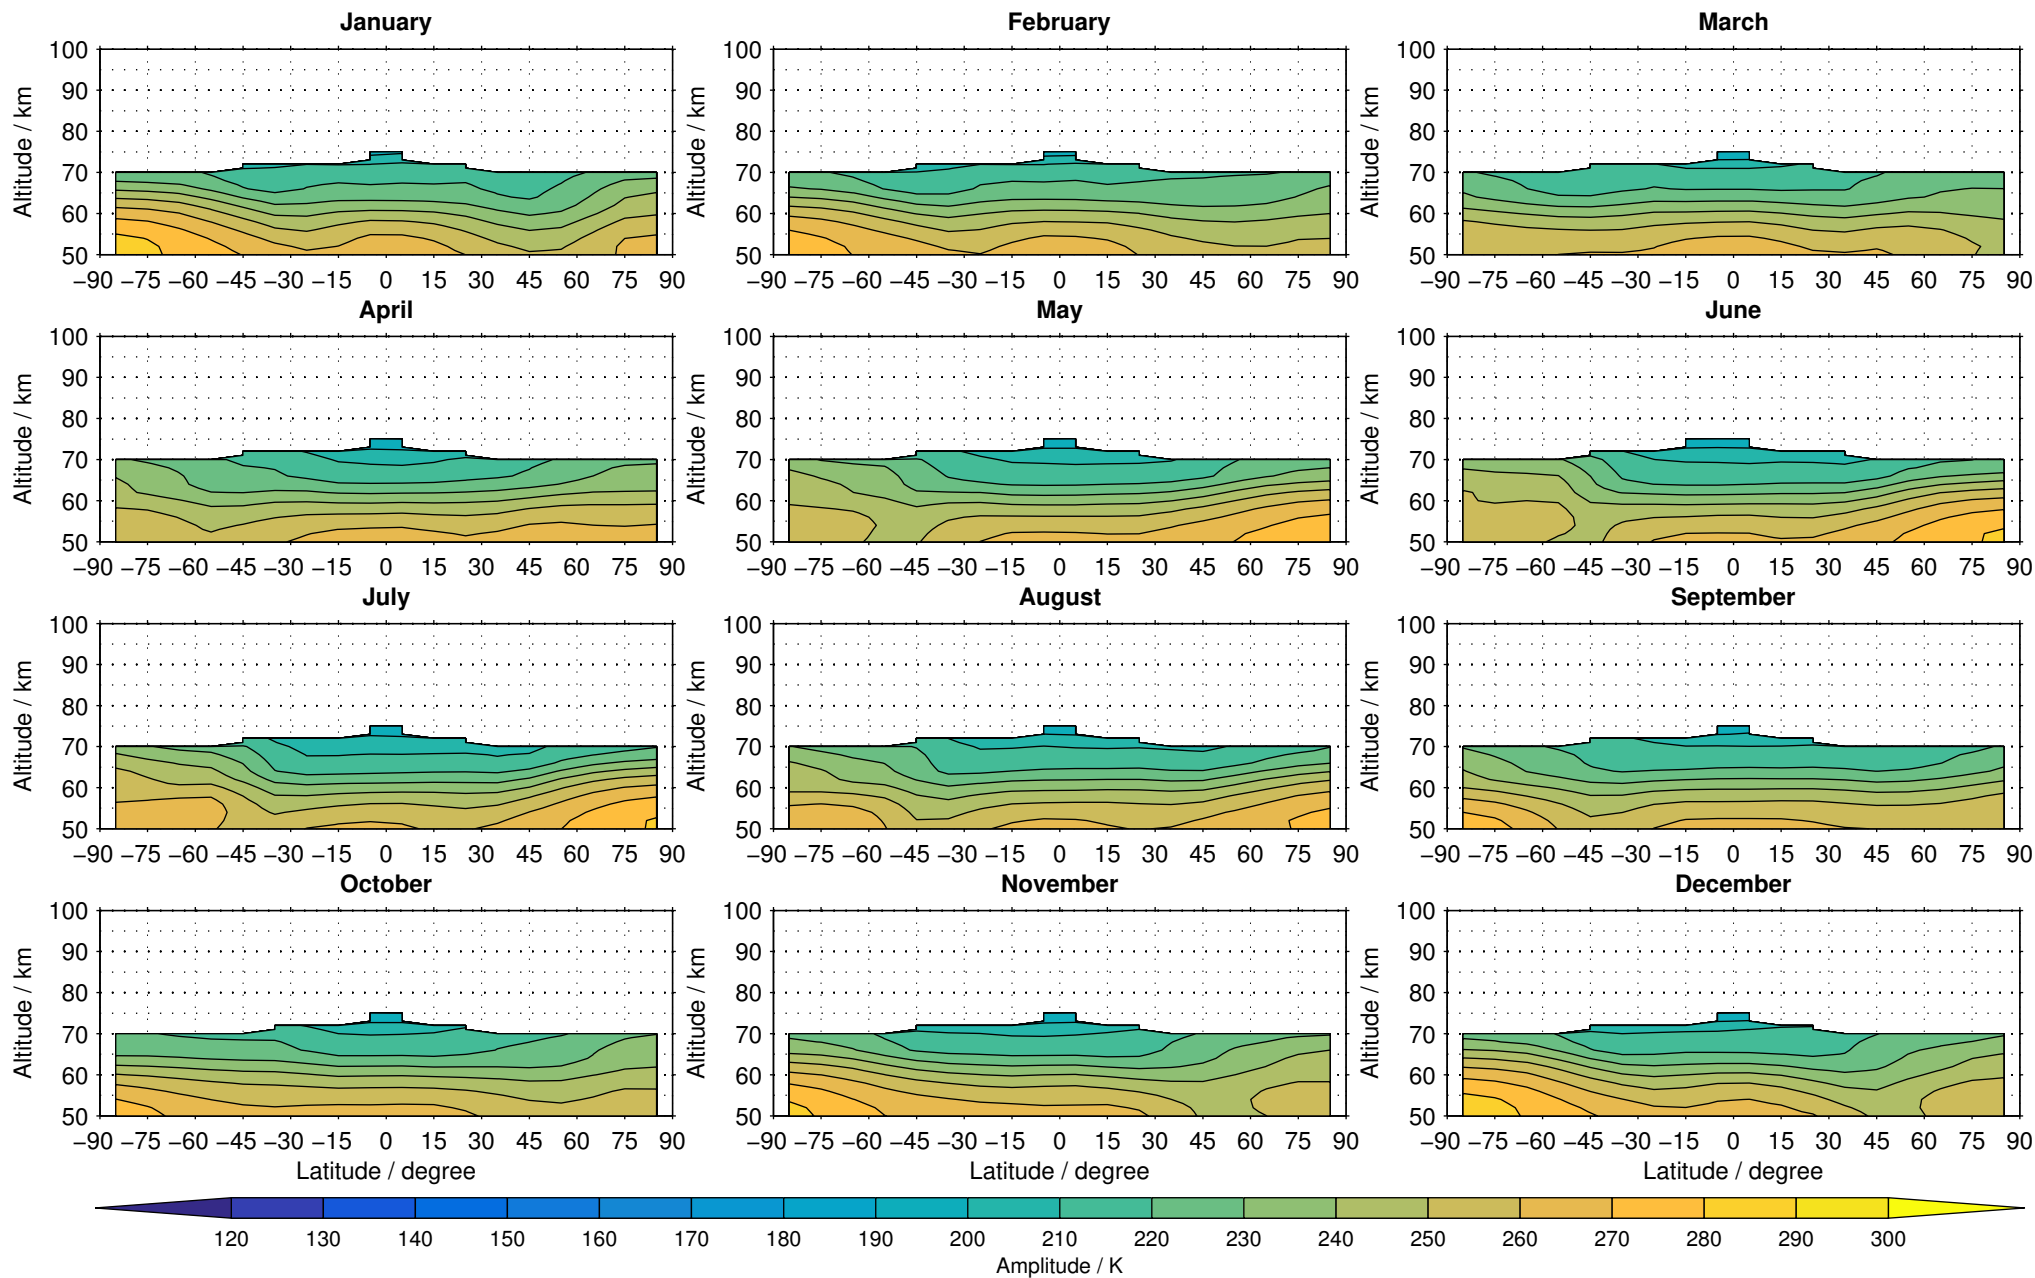 January February March
Altitude / km Altitude / km Altitude / km
100 100 100
90 90 90
80 80 80
70 70 70
60 60 60
50 50 50
−90 −75 −60 −45 −30 −15 0 15 30 45 60 75 90 −90 −75 −60 −45 −30 −15 0 15 30 45 60 75 90 −90 −75 −60 −45 −30 −15 0 15 30 45 60 75 90
April May June
Altitude / km Altitude / km Altitude / km
100 100 100
90 90 90
80 80 80
70 70 70
60 60 60
50 50 50
−90 −75 −60 −45 −30 −15 0 15 30 45 60 75 90 −90 −75 −60 −45 −30 −15 0 15 30 45 60 75 90 −90 −75 −60 −45 −30 −15 0 15 30 45 60 75 90
July August September
Altitude / km Altitude / km Altitude / km
100 100 100
90 90 90
80 80 80
70 70 70
60 60 60
50 50 50
−90 −75 −60 −45 −30 −15 0 15 30 45 60 75 90 −90 −75 −60 −45 −30 −15 0 15 30 45 60 75 90 −90 −75 −60 −45 −30 −15 0 15 30 45 60 75 90
October November December
Altitude / km Altitude / km Altitude / km
100 100 100
90 90 90
80 80 80
70 70 70
60 60 60
50 50 50
−90 −75 −60 −45 −30 −15 0 15 30 45 60 75 90 −90 −75 −60 −45 −30 −15 0 15 30 45 60 75 90 −90 −75 −60 −45 −30 −15 0 15 30 45 60 75 90
Latitude / degree Latitude / degree Latitude / degree
120 130 140 150 160 170 180 190 200 210 220 230 240 250 260 270 280 290 300
Amplitude / K